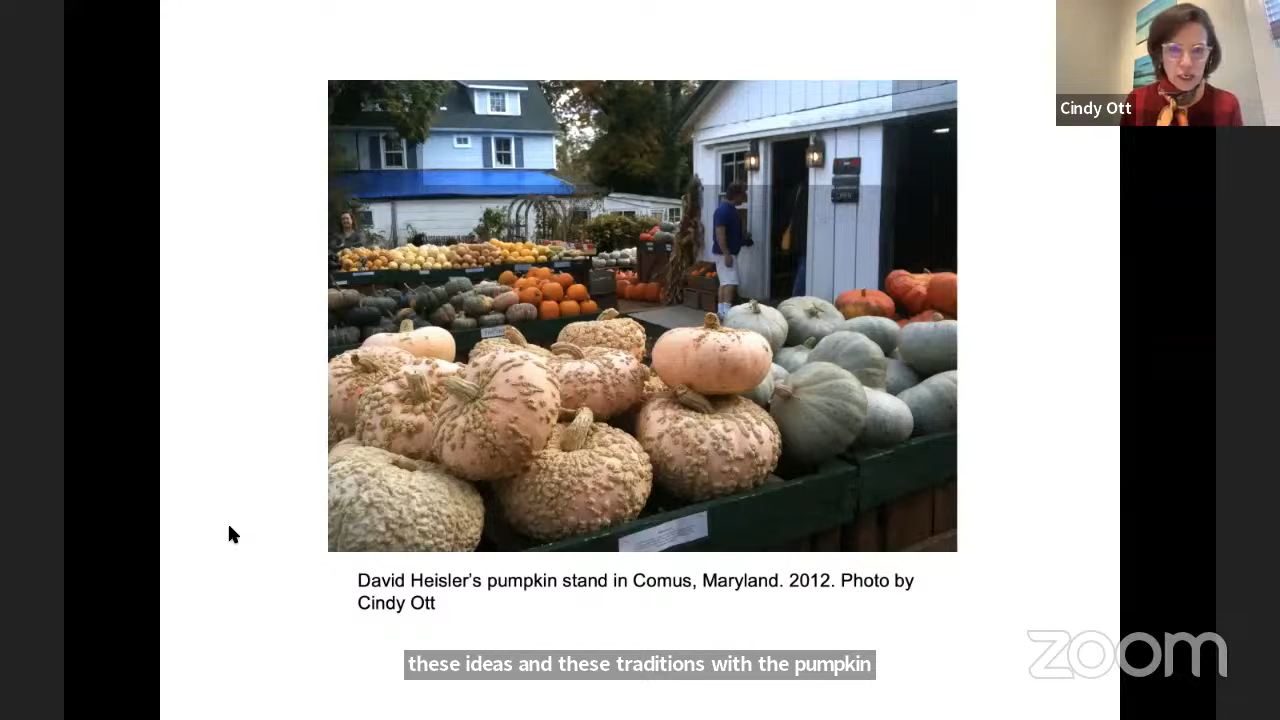 Cindy Ott
David Heisler's pumpkin stand in Comus, Maryland. 2012. Photo by
Cindy Ott
these ideas and these traditions with the pumpkin
zoom